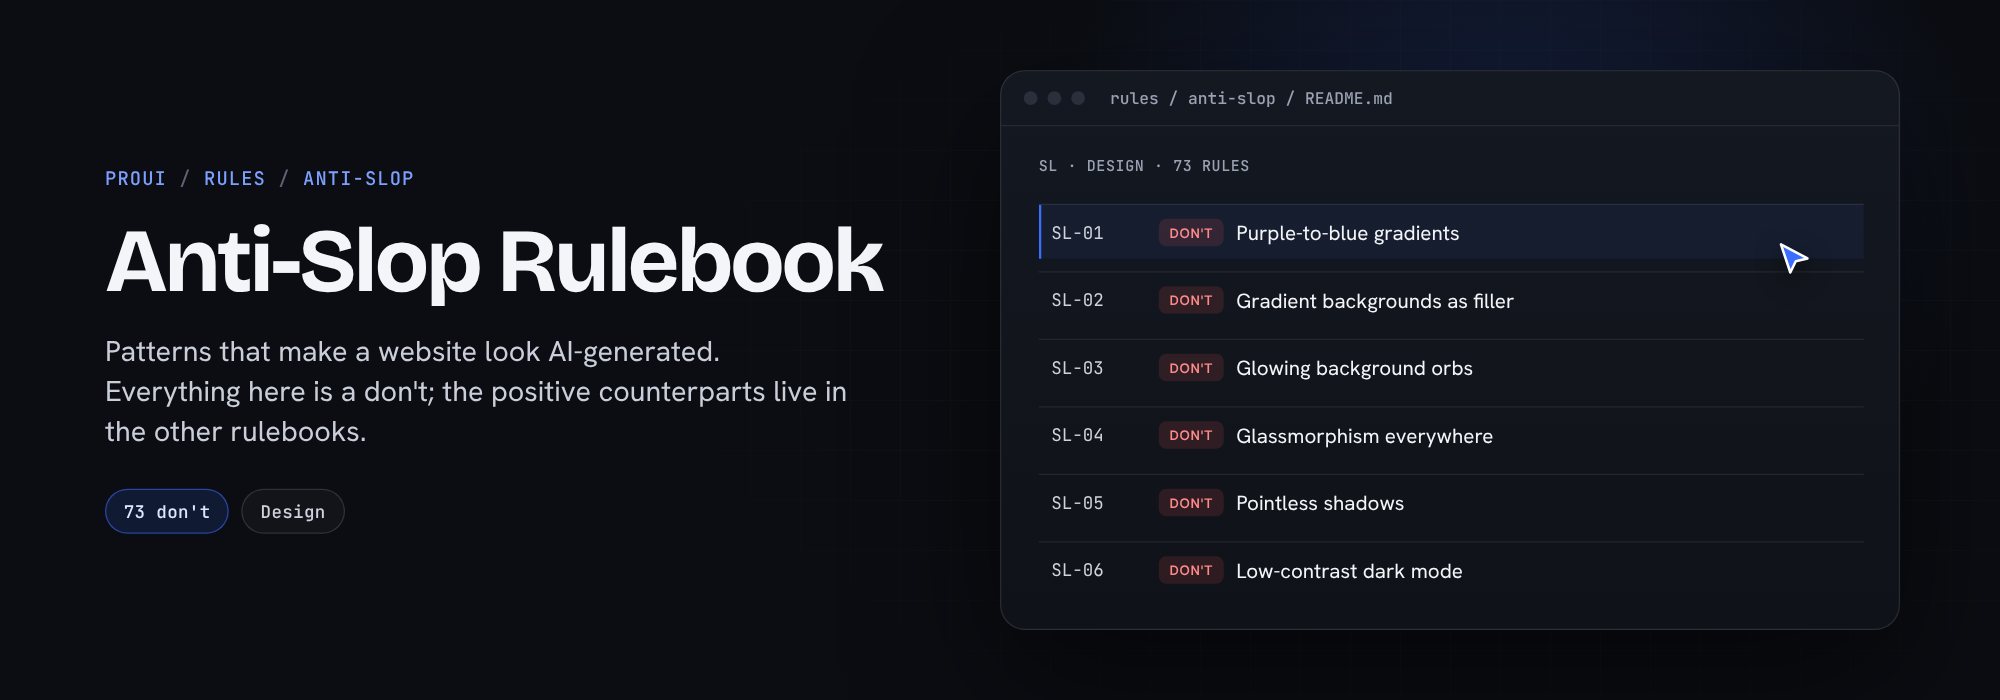 PROUI / RULES / ANTI-SLOP
Anti-Slop Rulebook
Patterns that make a website look AI-generated.
Everything here is a don't; the positive counterparts live in
the other rulebooks.
73 don't
Design
rules / anti-slop / README.md
SL · DESIGN · 73 RULES
SL-01 DON'T Purple-to-blue gradients
SL-02 DON'T Gradient backgrounds as filler
SL-03 DON'T Glowing background orbs
SL-04 DON'T Glassmorphism everywhere
SL-05 DON'T Pointless shadows
SL-06 DON'T Low-contrast dark mode